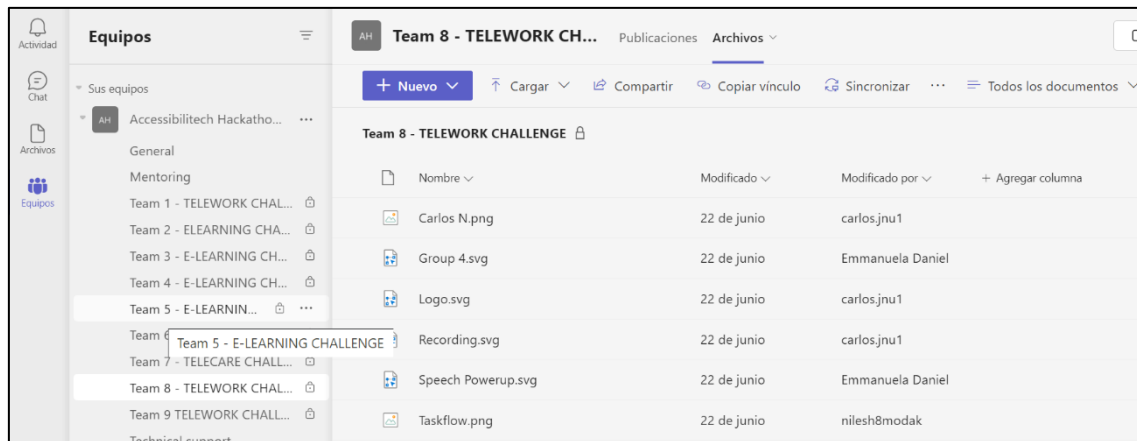 Actividad
Chat
Archivos
Equipos
Equipos
Sus equipos
AH Accessibilitech Hackatho... ...
General
Mentoring
Team 1 - TELEWORK CHAL...
Team 2 - ELEARNING CHA...
Team 3 - E-LEARNING CH...
Team 4 - E-LEARNING CH...
Team 5 - E-LEARNIN... ...
Team 5 - E-LEARNING CHALLENGE
Team 7 - TELECARE CHALL...
Team 8 - TELEWORK CHAL...
Team 9 TELEWORK CHALL...
Technical support
AH Team 8 - TELEWORK CH... Publicaciones Archivos
+ Nuevo Cargar Compartir Copiar vínculo Sincronizar ... Todos los documentos
Team 8 - TELEWORK CHALLENGE
Nombre Modificado Modificado por + Agregar columna
Carlos N.png 22 de junio carlos.jnu1
Group 4.svg 22 de junio Emmanuela Daniel
Logo.svg 22 de junio carlos.jnu1
Recording.svg 22 de junio carlos.jnu1
Speech Powerup.svg 22 de junio Emmanuela Daniel
Taskflow.png 22 de junio nilesh8modak